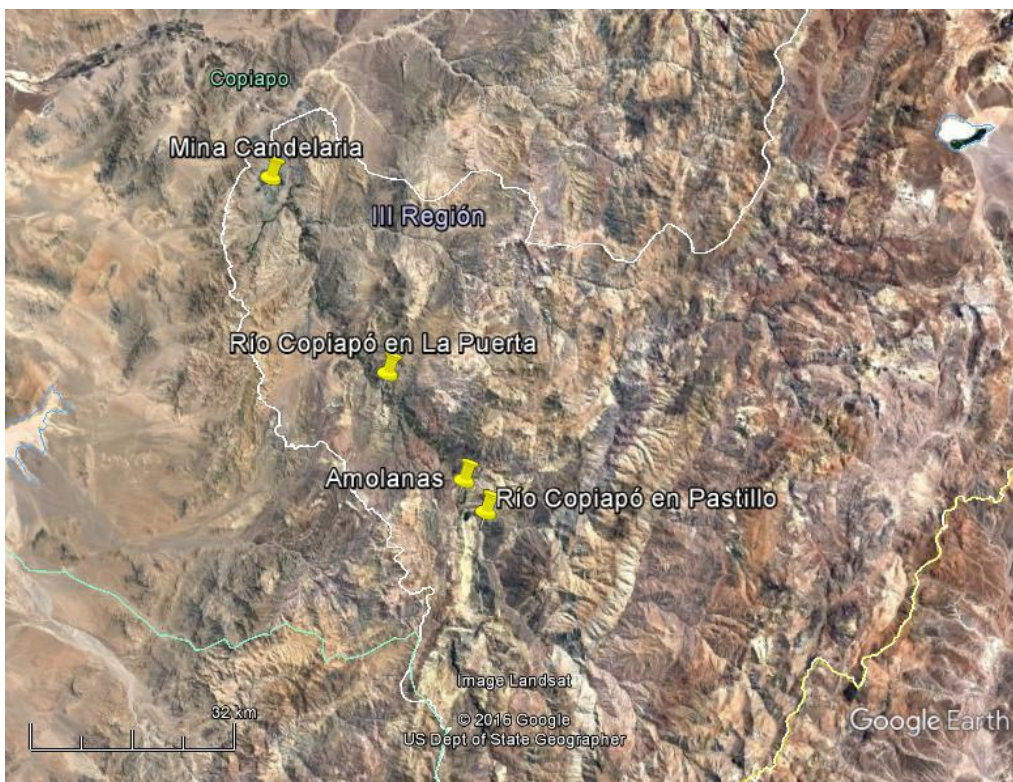 Copiapo
Mina Candelaria
III Región
Río Copiapó en La Puerta
Amolanas
Río Copiapó en Pastillo
Image Landsat
32 km
© 2016 Google
US Dept of State Geographer
Google Earth